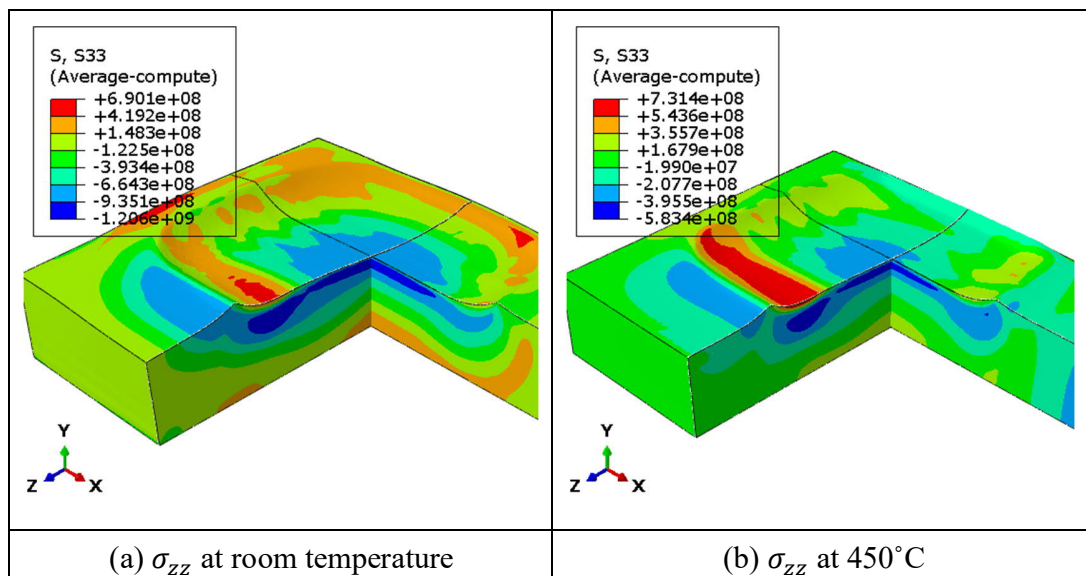 S, S33
(Average-compute)
+6.901e+08
+4.192e+08
+1.483e+08
-1.225e+08
-3.934e+08
-6.643e+08
-9.351e+08
-1.206e+09
Y
Z
X
(a) σzz at room temperature
S, S33
(Average-compute)
+7.314e+08
+5.436e+08
+3.557e+08
+1.679e+08
-1.990e+07
-2.077e+08
-3.955e+08
-5.834e+08
Y
Z
X
(b) σzz at 450˚C